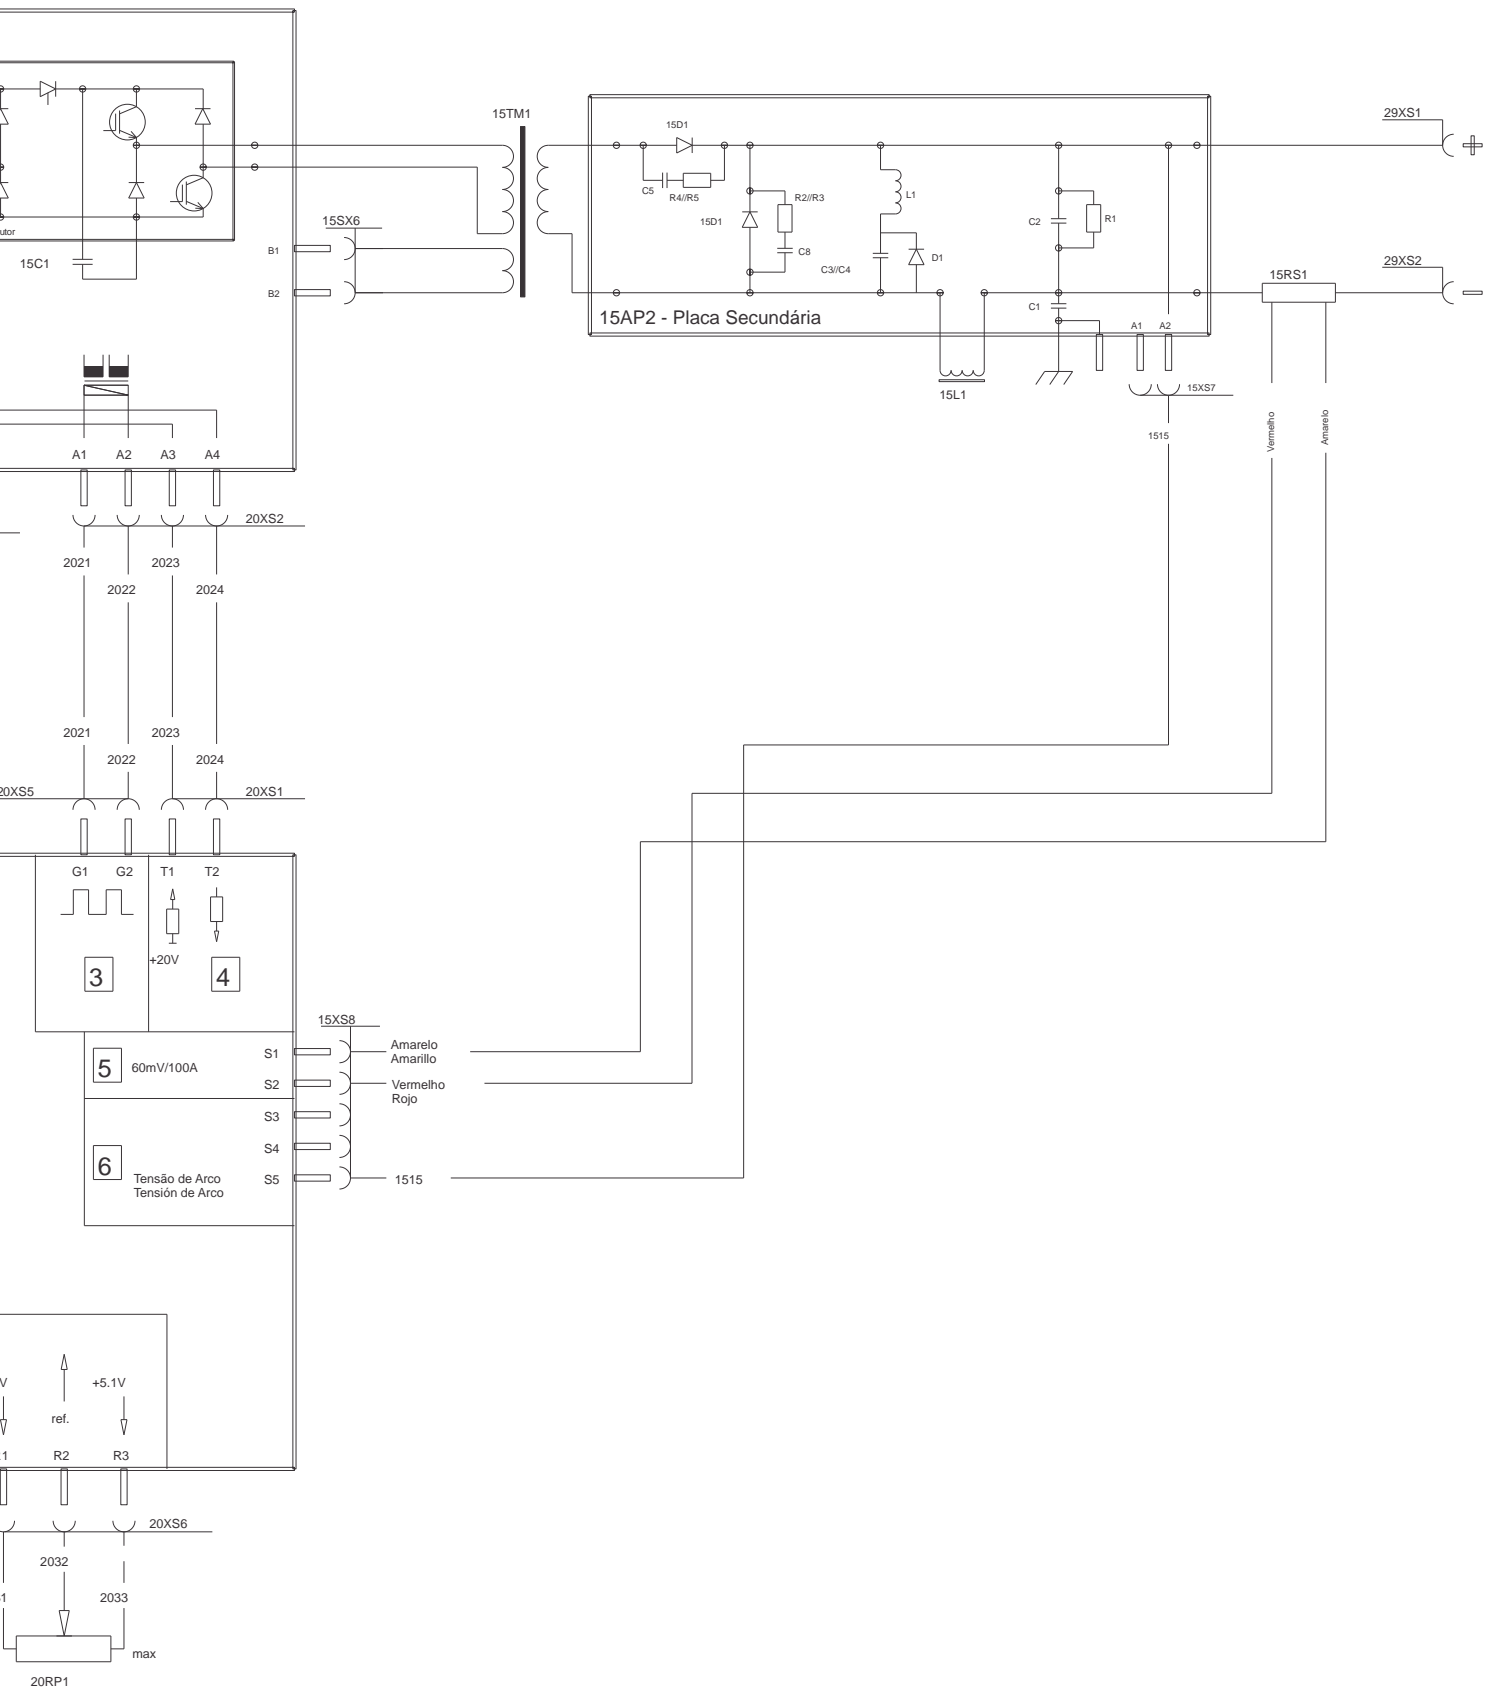 15TM1
29XS1
15D1
C5
R4//R5
R2//R3
L1
15D1
C8
C2
R1
utor
15SX6
15C1
B1
B2
C3//C4
D1
C1
15RS1
29XS2
15AP2 - Placa Secundária
A1
A2
15L1
15XS7
1515
Vermelho
Amarelo
A1
A2
A3
A4
20XS2
2021
2023
2022
2024
2021
2023
2022
2024
20XS5
20XS1
G1
G2
T1
T2
+20V
3
4
15XS8
5
60mV/100A
S1
Amarelo
Amarillo
S2
Vermelho
Rojo
S3
S4
6
Tensão de Arco
Tensión de Arco
S5
1515
V
+5.1V
ref.
1
R2
R3
20XS6
2032
1
2033
max
20RP1